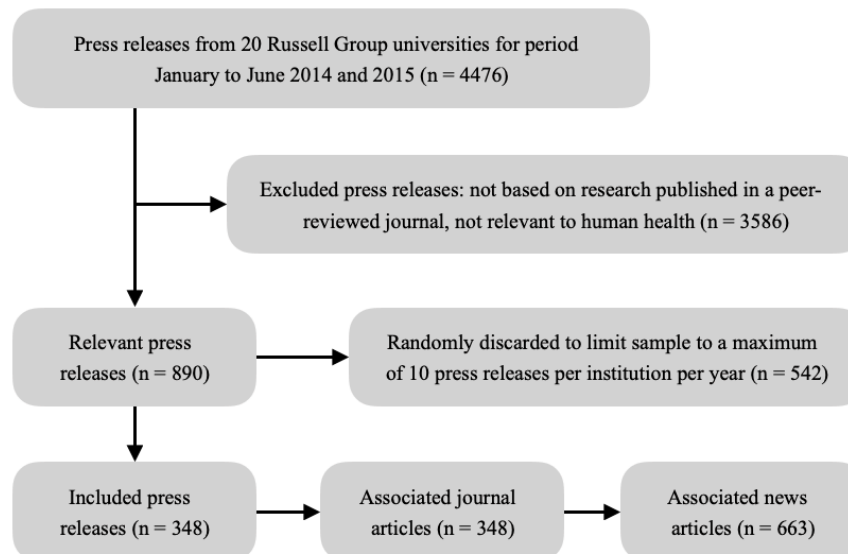 Press releases from 20 Russell Group universities for period
January to June 2014 and 2015 (n = 4476)
Excluded press releases: not based on research published in a peer-
reviewed journal, not relevant to human health (n = 3586)
Relevant press
releases (n = 890)
Randomly discarded to limit sample to a maximum
of 10 press releases per institution per year (n = 542)
Included press
releases (n = 348)
Associated journal
articles (n = 348)
Associated news
articles (n = 663)